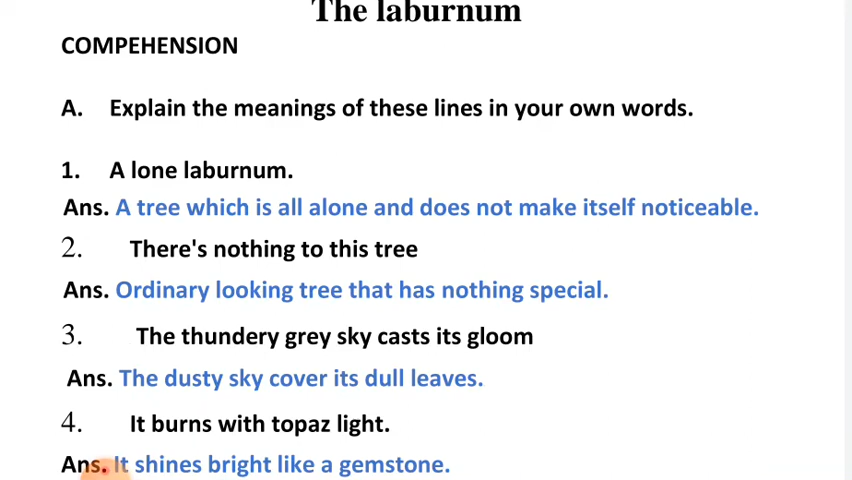 The laburnum
COMPEHENSION
A. Explain the meanings of these lines in your own words.
1. A lone laburnum.
Ans. A tree which is all alone and does not make itself noticeable.
2. There's nothing to this tree
Ans. Ordinary looking tree that has nothing special.
3. The thundery grey sky casts its gloom
Ans. The dusty sky cover its dull leaves.
4. It burns with topaz light.
Ans. It shines bright like a gemstone.